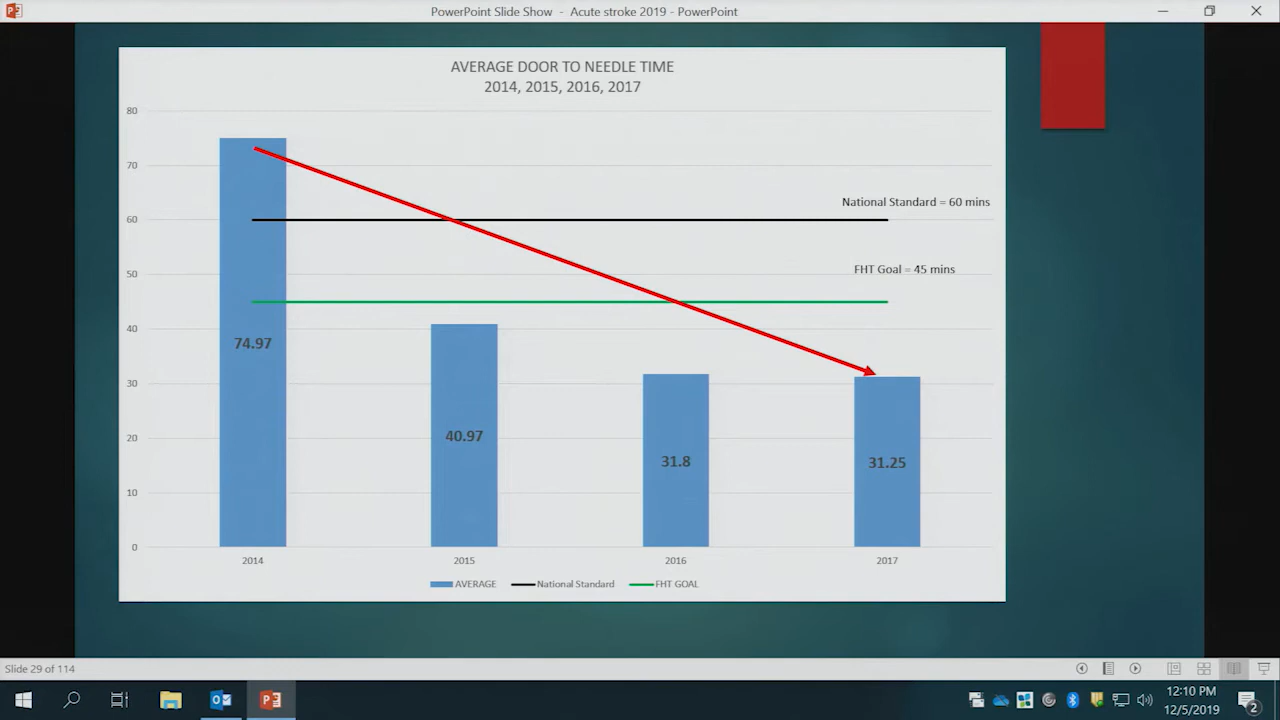 PowerPoint Slide Show - Acute stroke 2019 - PowerPoint
AVERAGE DOOR TO NEEDLE TIME
2014, 2015, 2016, 2017
80
70
60
50
40
30
20
10
0
National Standard = 60 mins
FHT Goal = 45 mins
74.97
40.97
31.8
31.25
2014
2015
2016
2017
AVERAGE
National Standard
FHT GOAL
Slide 29 of 114
12:10 PM
12/5/2019
2